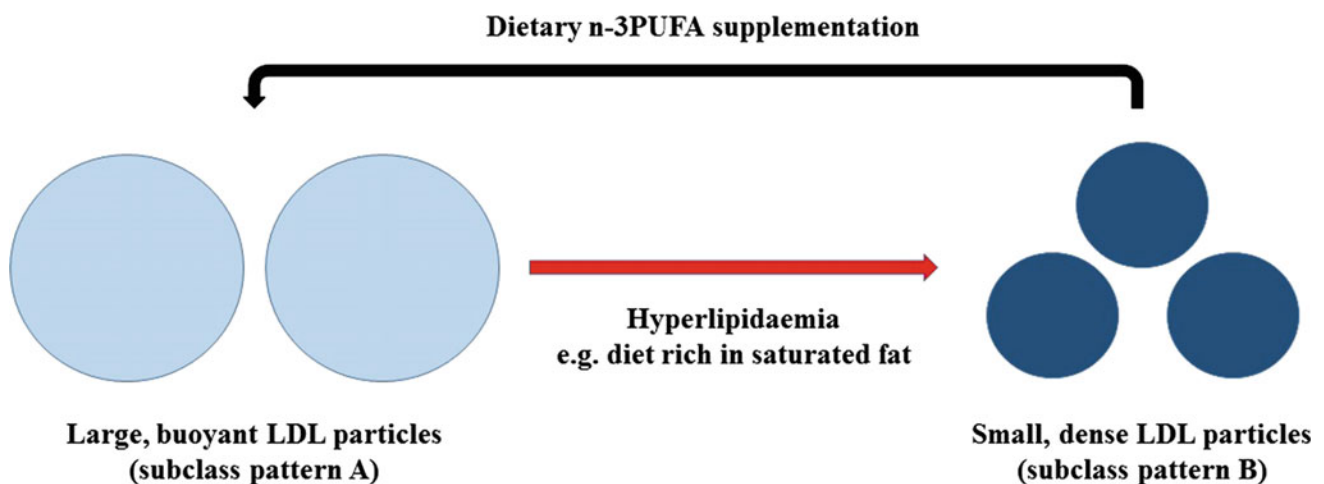 Dietary n-3PUFA supplementation
Hyperlipidaemia
e.g. diet rich in saturated fat
Large, buoyant LDL particles
(subclass pattern A)
Small, dense LDL particles
(subclass pattern B)